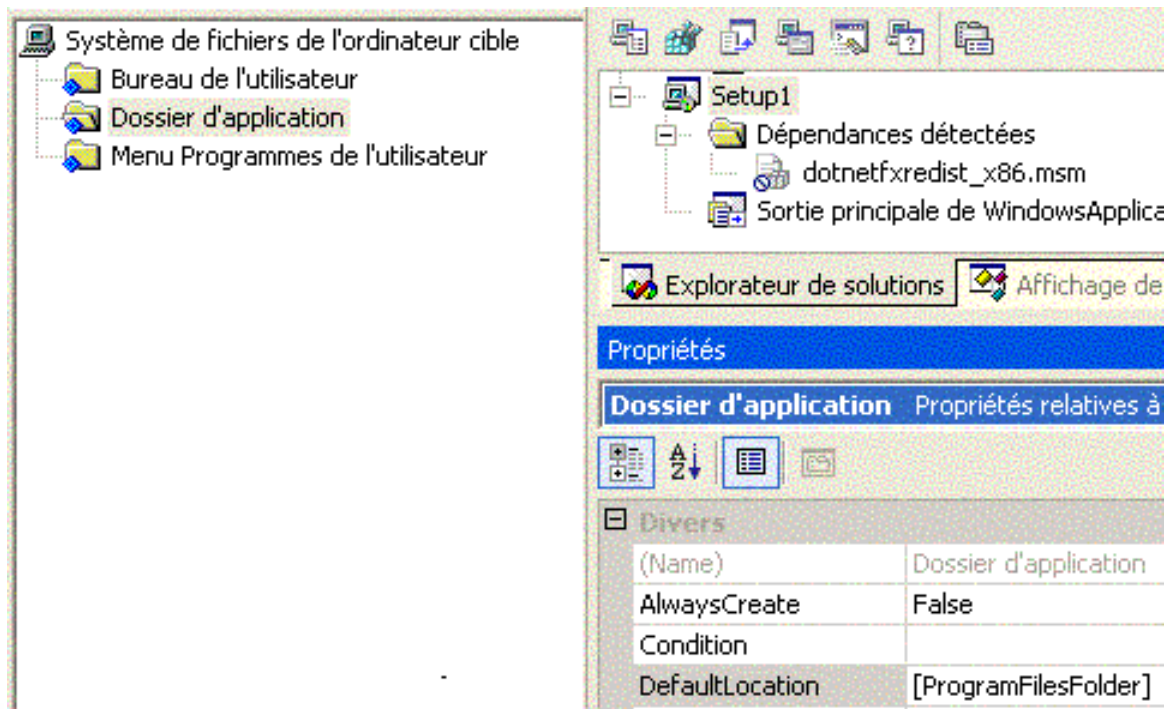 Système de fichiers de l'ordinateur cible
Bureau de l'utilisateur
Dossier d'application
Menu Programmes de l'utilisateur
Setup1
Dépendances détectées
dotnetfxredist_x86.msm
Sortie principale de WindowsApplica
Explorateur de solutions Affichage de
Propriétés
Dossier d'application Propriétés relatives à
Divers
(Name) Dossier d'application
AlwaysCreate False
Condition
DefaultLocation [ProgramFilesFolder]